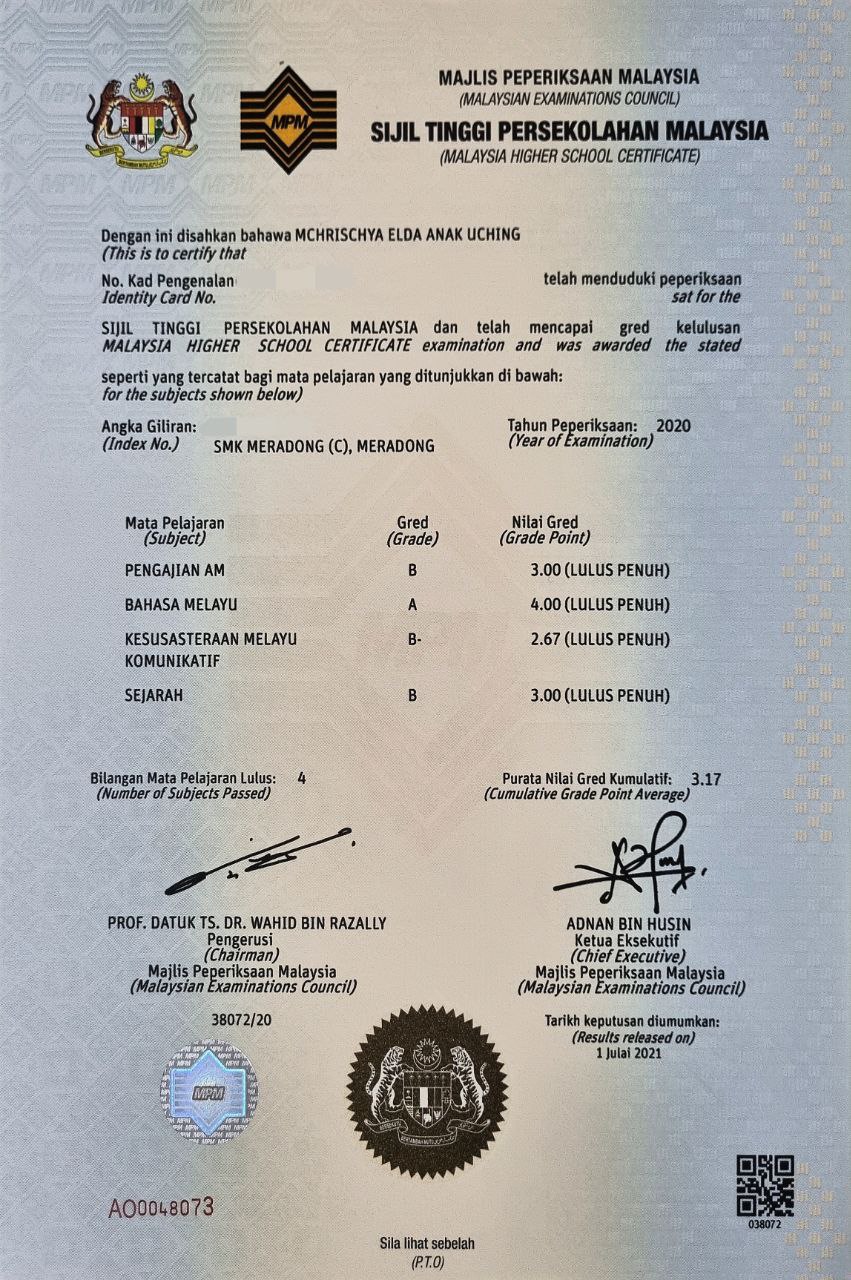 MPM
MAJLIS PEPERIKSAAN MALAYSIA
(MALAYSIAN EXAMINATIONS COUNCIL)
SIJIL TINGGI PERSEKOLAHAN MALAYSIA
(MALAYSIA HIGHER SCHOOL CERTIFICATE)
Dengan ini disahkan bahawa MCHRISCHYA ELDA ANAK UCHING
(This is to certify that
No. Kad Pengenalan telah menduduki peperiksaan
Identity Card No. sat for the
SIJIL TINGGI PERSEKOLAHAN MALAYSIA dan telah mencapai gred kelulusan
MALAYSIA HIGHER SCHOOL CERTIFICATE examination and was awarded the stated
seperti yang tercatat bagi mata pelajaran yang ditunjukkan di bawah:
for the subjects shown below)
Angka Giliran: Tahun Peperiksaan: 2020
(Index No.) (Year of Examination)
SMK MERADONG (C), MERADONG
Mata Pelajaran Gred Nilai Gred
(Subject) (Grade) (Grade Point)
PENGAJIAN AM B 3.00 (LULUS PENUH)
BAHASA MELAYU A 4.00 (LULUS PENUH)
KESUSASTERAAN MELAYU B- 2.67 (LULUS PENUH)
KOMUNIKATIF
SEJARAH B 3.00 (LULUS PENUH)
Bilangan Mata Pelajaran Lulus: 4 Purata Nilai Gred Kumulatif: 3.17
(Number of Subjects Passed) (Cumulative Grade Point Average)
PROF. DATUK TS. DR. WAHID BIN RAZALLY ADNAN BIN HUSIN
Pengerusi Ketua Eksekutif
(Chairman) (Chief Executive)
Majlis Peperiksaan Malaysia Majlis Peperiksaan Malaysia
(Malaysian Examinations Council) (Malaysian Examinations Council)
38072/20 Tarikh keputusan diumumkan:
(Results released on)
1 Julai 2021
MPM
AO0048073
038072
Sila lihat sebelah
(P.T.O)